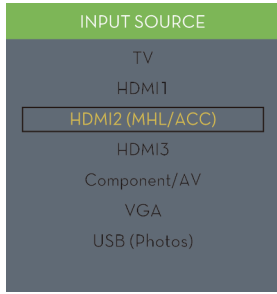 INPUT SOURCE
TV
HDMI1
HDMI2 (MHL/ACC)
HDMI3
Component/AV
VGA
USB (Photos)